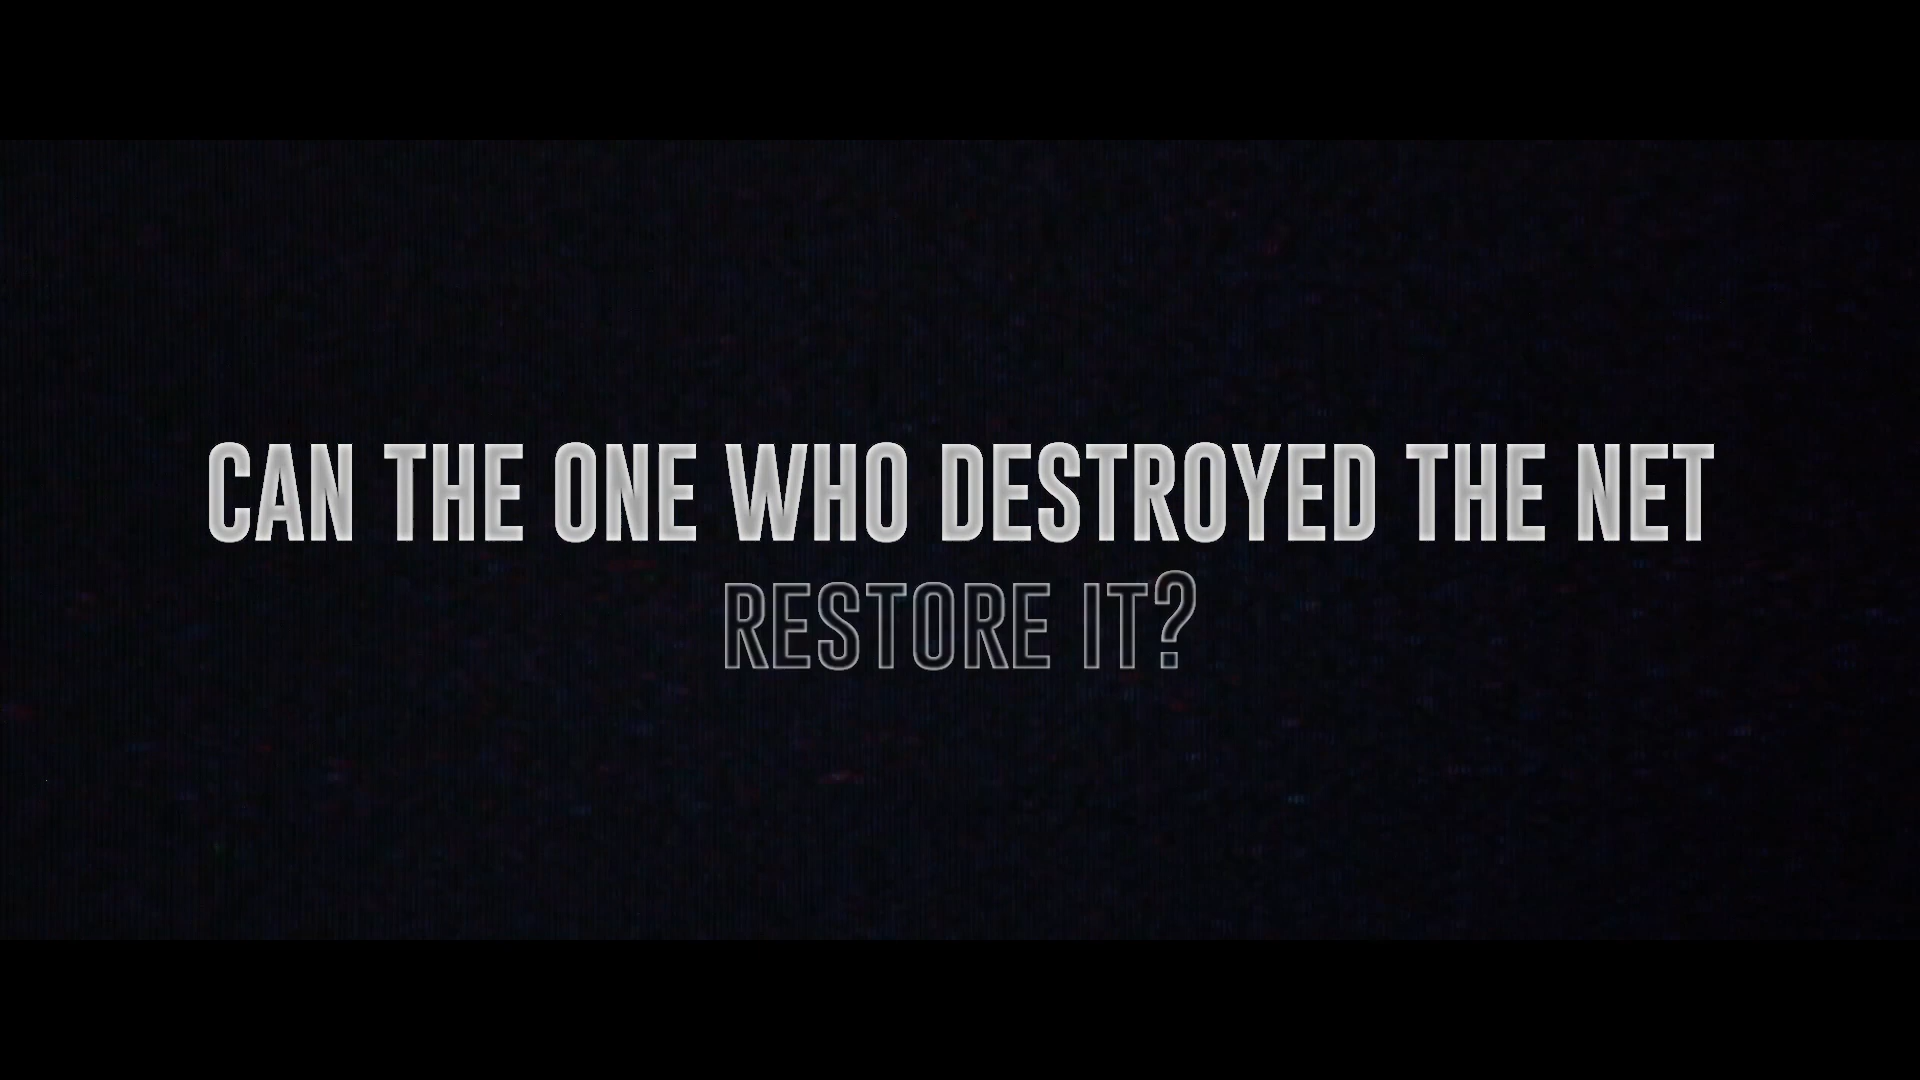 CAN THE ONE WHO DESTROYED THE NET
RESTORE IT?